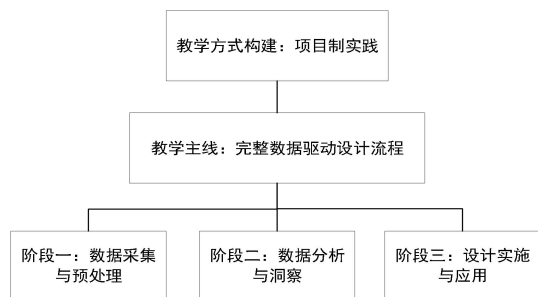 教学方式构建：项目制实践
教学主线：完整数据驱动设计流程
阶段一：数据采集
与预处理
阶段二：数据分析
与洞察
阶段三：设计实施
与应用